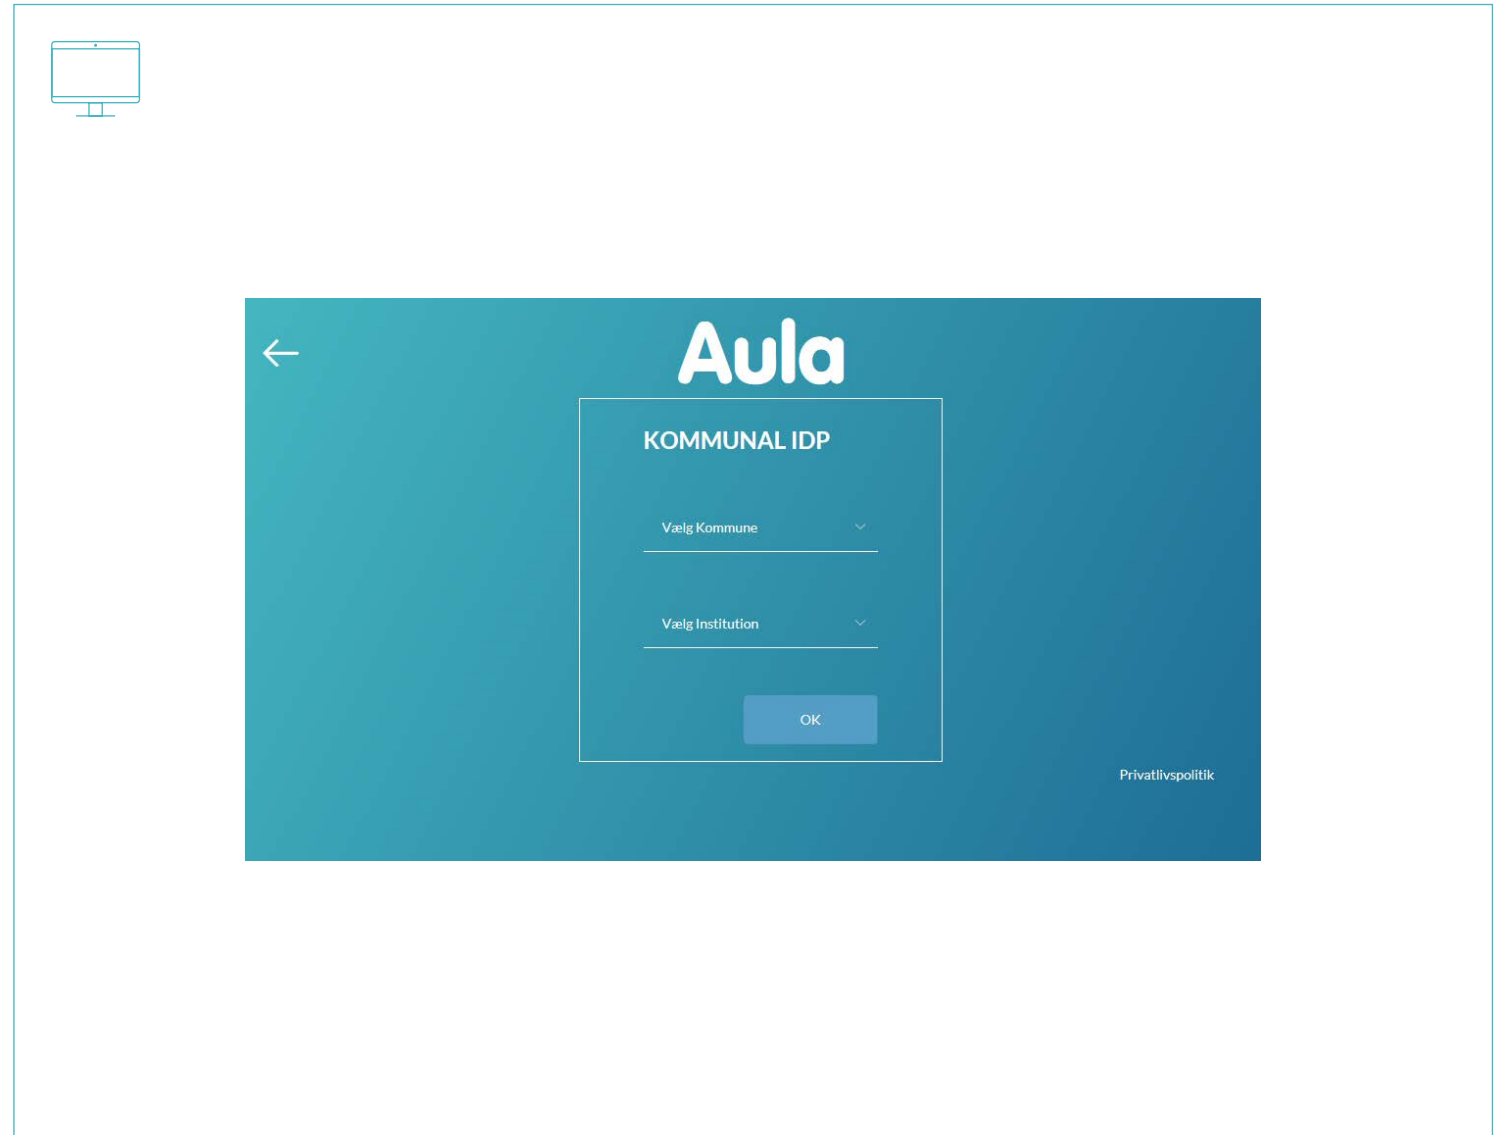 Aula
KOMMUNAL IDP
Vælg Kommune
Vælg Institution
OK
Privatlivspolitik